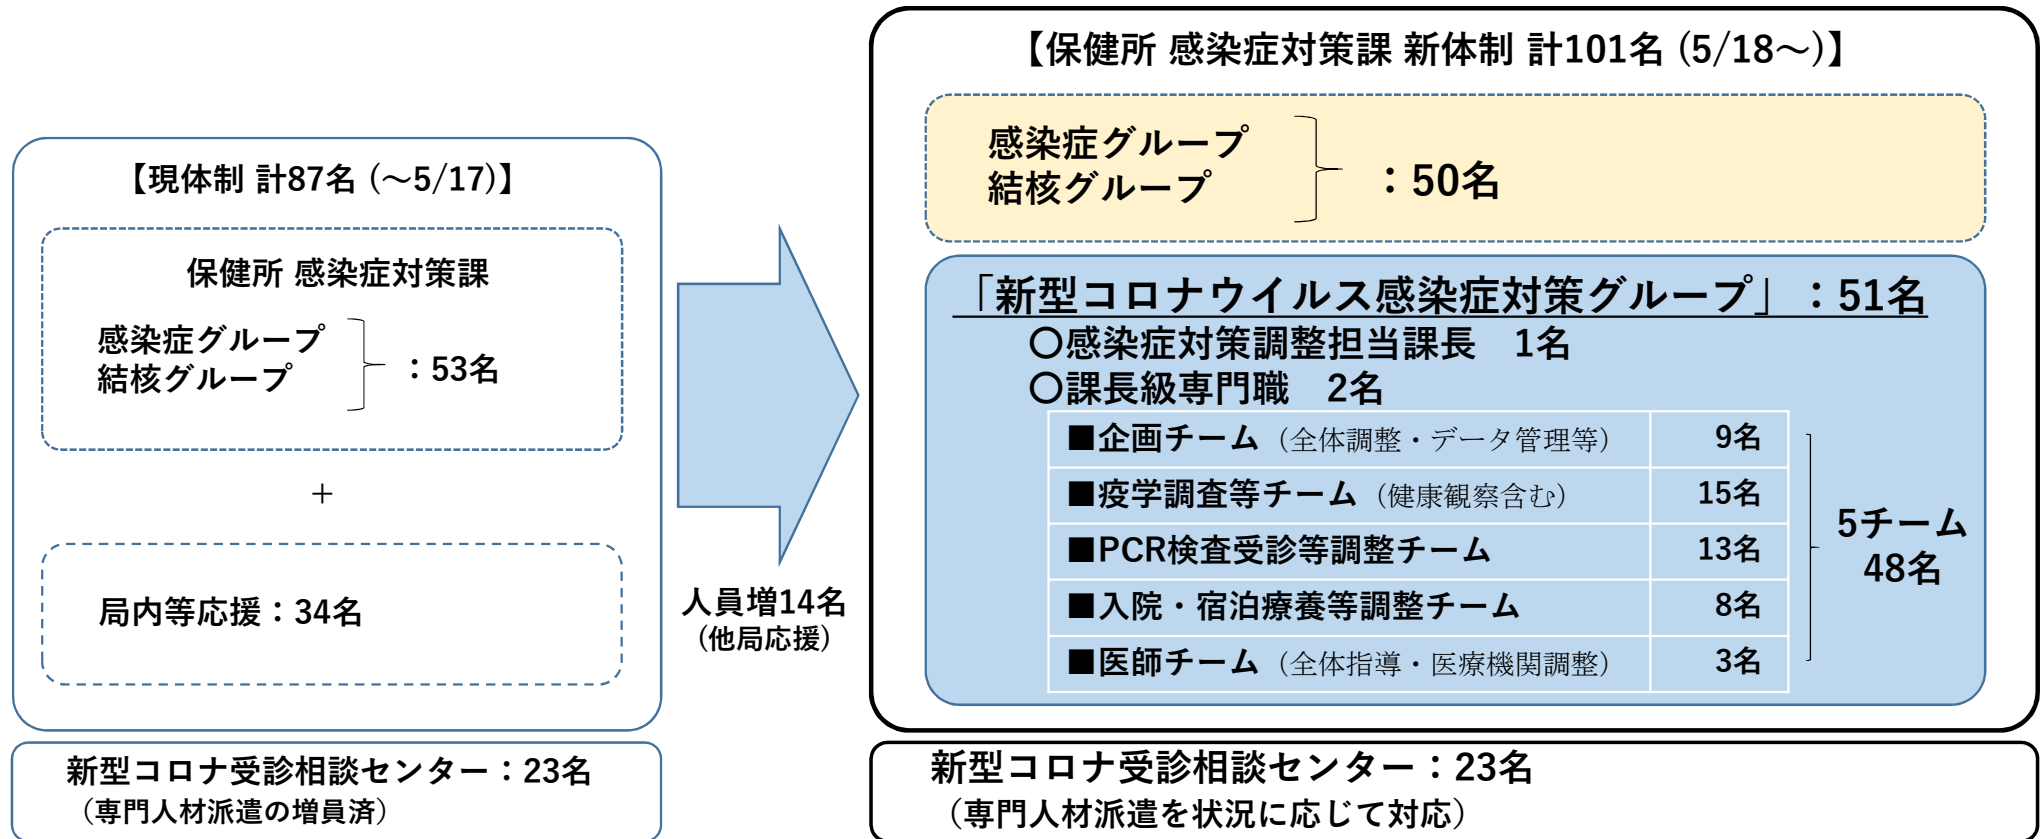 【現体制 計87名 (～5/17)】
保健所 感染症対策課
感染症グループ
結核グループ
：53名
＋
局内等応援：34名
新型コロナ受診相談センター：23名
（専門人材派遣の増員済）
人員増14名
（他局応援）
【保健所 感染症対策課 新体制 計101名 (5/18～)】
感染症グループ
結核グループ
：50名
「新型コロナウイルス感染症対策グループ」：51名
〇感染症対策調整担当課長　1名
〇課長級専門職　2名
■企画チーム（全体調整・データ管理等） 9名
■疫学調査等チーム（健康観察含む） 15名
■PCR検査受診等調整チーム 13名
■入院・宿泊療養等調整チーム 8名
■医師チーム（全体指導・医療機関調整） 3名
5チーム
48名
新型コロナ受診相談センター：23名
（専門人材派遣を状況に応じて対応）